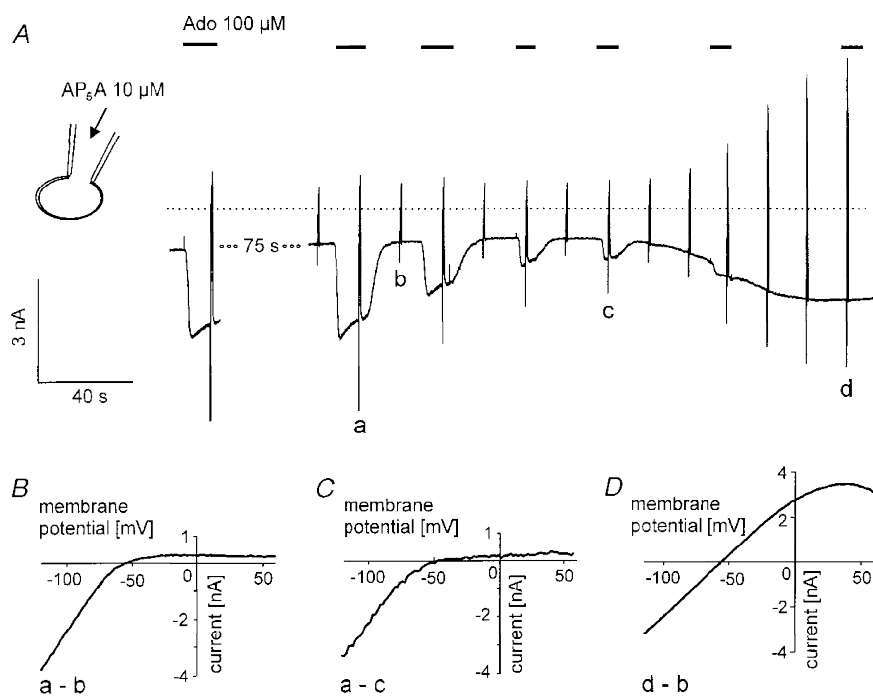 A
Ado 100 µM
AP5A 10 µM
75 s
3 nA
40 s
a
b
c
d
B
membrane
potential [mV]
1
-100
-50
0
50
-2
-4
current [nA]
a - b
C
membrane
potential [mV]
1
-100
-50
0
50
-2
-4
current [nA]
a - c
D
membrane
potential [mV]
4
2
-100
-50
0
50
-2
-4
current [nA]
d - b